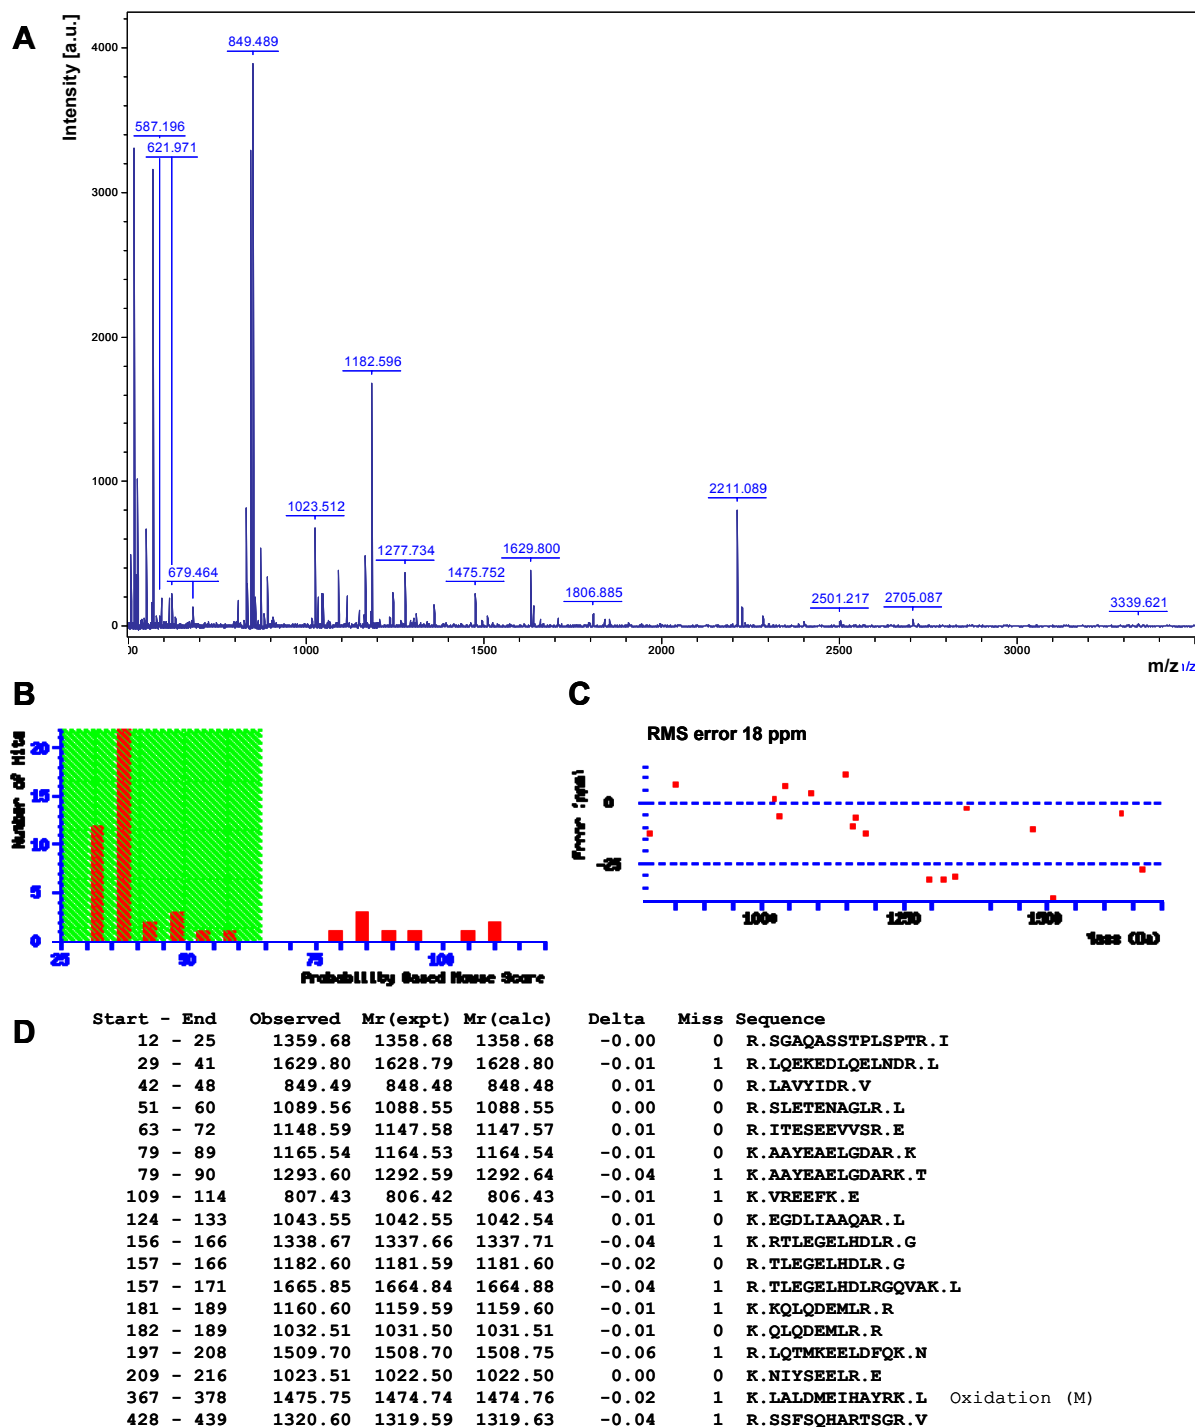 A
Intensity [a.u.]
4000
3000
2000
1000
0
849.489
587.196
621.971
1182.596
1023.512
2211.089
1277.734
1629.800
679.464
1475.752
1806.885
2501.217
2705.087
3339.621
00 1000 1500 2000 2500 3000
m/z
B
Number of Hits
20
15
10
5
0
25 50 75 100
Probability Based Mowse Score
C
RMS error 18 ppm
0
-25
1000 1250 1500
Mass (Da)
D
Start - End Observed Mr(expt) Mr(calc) Delta Miss Sequence
12 - 25 1359.68 1358.68 1358.68 -0.00 0 R.SGAQASSTPLSPTR.I
29 - 41 1629.80 1628.79 1628.80 -0.01 1 R.LQEKEDLQELNDR.L
42 - 48 849.49 848.48 848.48 0.01 0 R.LAVYIDR.V
51 - 60 1089.56 1088.55 1088.55 0.00 0 R.SLETENAGLR.L
63 - 72 1148.59 1147.58 1147.57 0.01 0 R.ITESEEVVSR.E
79 - 89 1165.54 1164.53 1164.54 -0.01 0 K.AAYEAELGDAR.K
79 - 90 1293.60 1292.59 1292.64 -0.04 1 K.AAYEAELGDARK.T
109 - 114 807.43 806.42 806.43 -0.01 1 K.VREEFK.E
124 - 133 1043.55 1042.55 1042.54 0.01 0 K.EGDLIAAQAR.L
156 - 166 1338.67 1337.66 1337.71 -0.04 1 K.RTLEGELHDLR.G
157 - 166 1182.60 1181.59 1181.60 -0.02 0 R.TLEGELHDLR.G
157 - 171 1665.85 1664.84 1664.88 -0.04 1 R.TLEGELHDLRGQVAK.L
181 - 189 1160.60 1159.59 1159.60 -0.01 1 K.KQLQDEMLR.R
182 - 189 1032.51 1031.50 1031.51 -0.01 0 K.QLQDEMLR.R
197 - 208 1509.70 1508.70 1508.75 -0.06 1 R.LQTMKEELDFQK.N
209 - 216 1023.51 1022.50 1022.50 0.00 0 K.NIYSEELR.E
367 - 378 1475.75 1474.74 1474.76 -0.02 1 K.LALDMEIHAYRK.L Oxidation (M)
428 - 439 1320.60 1319.59 1319.63 -0.04 1 R.SSFSQHARTSGR.V